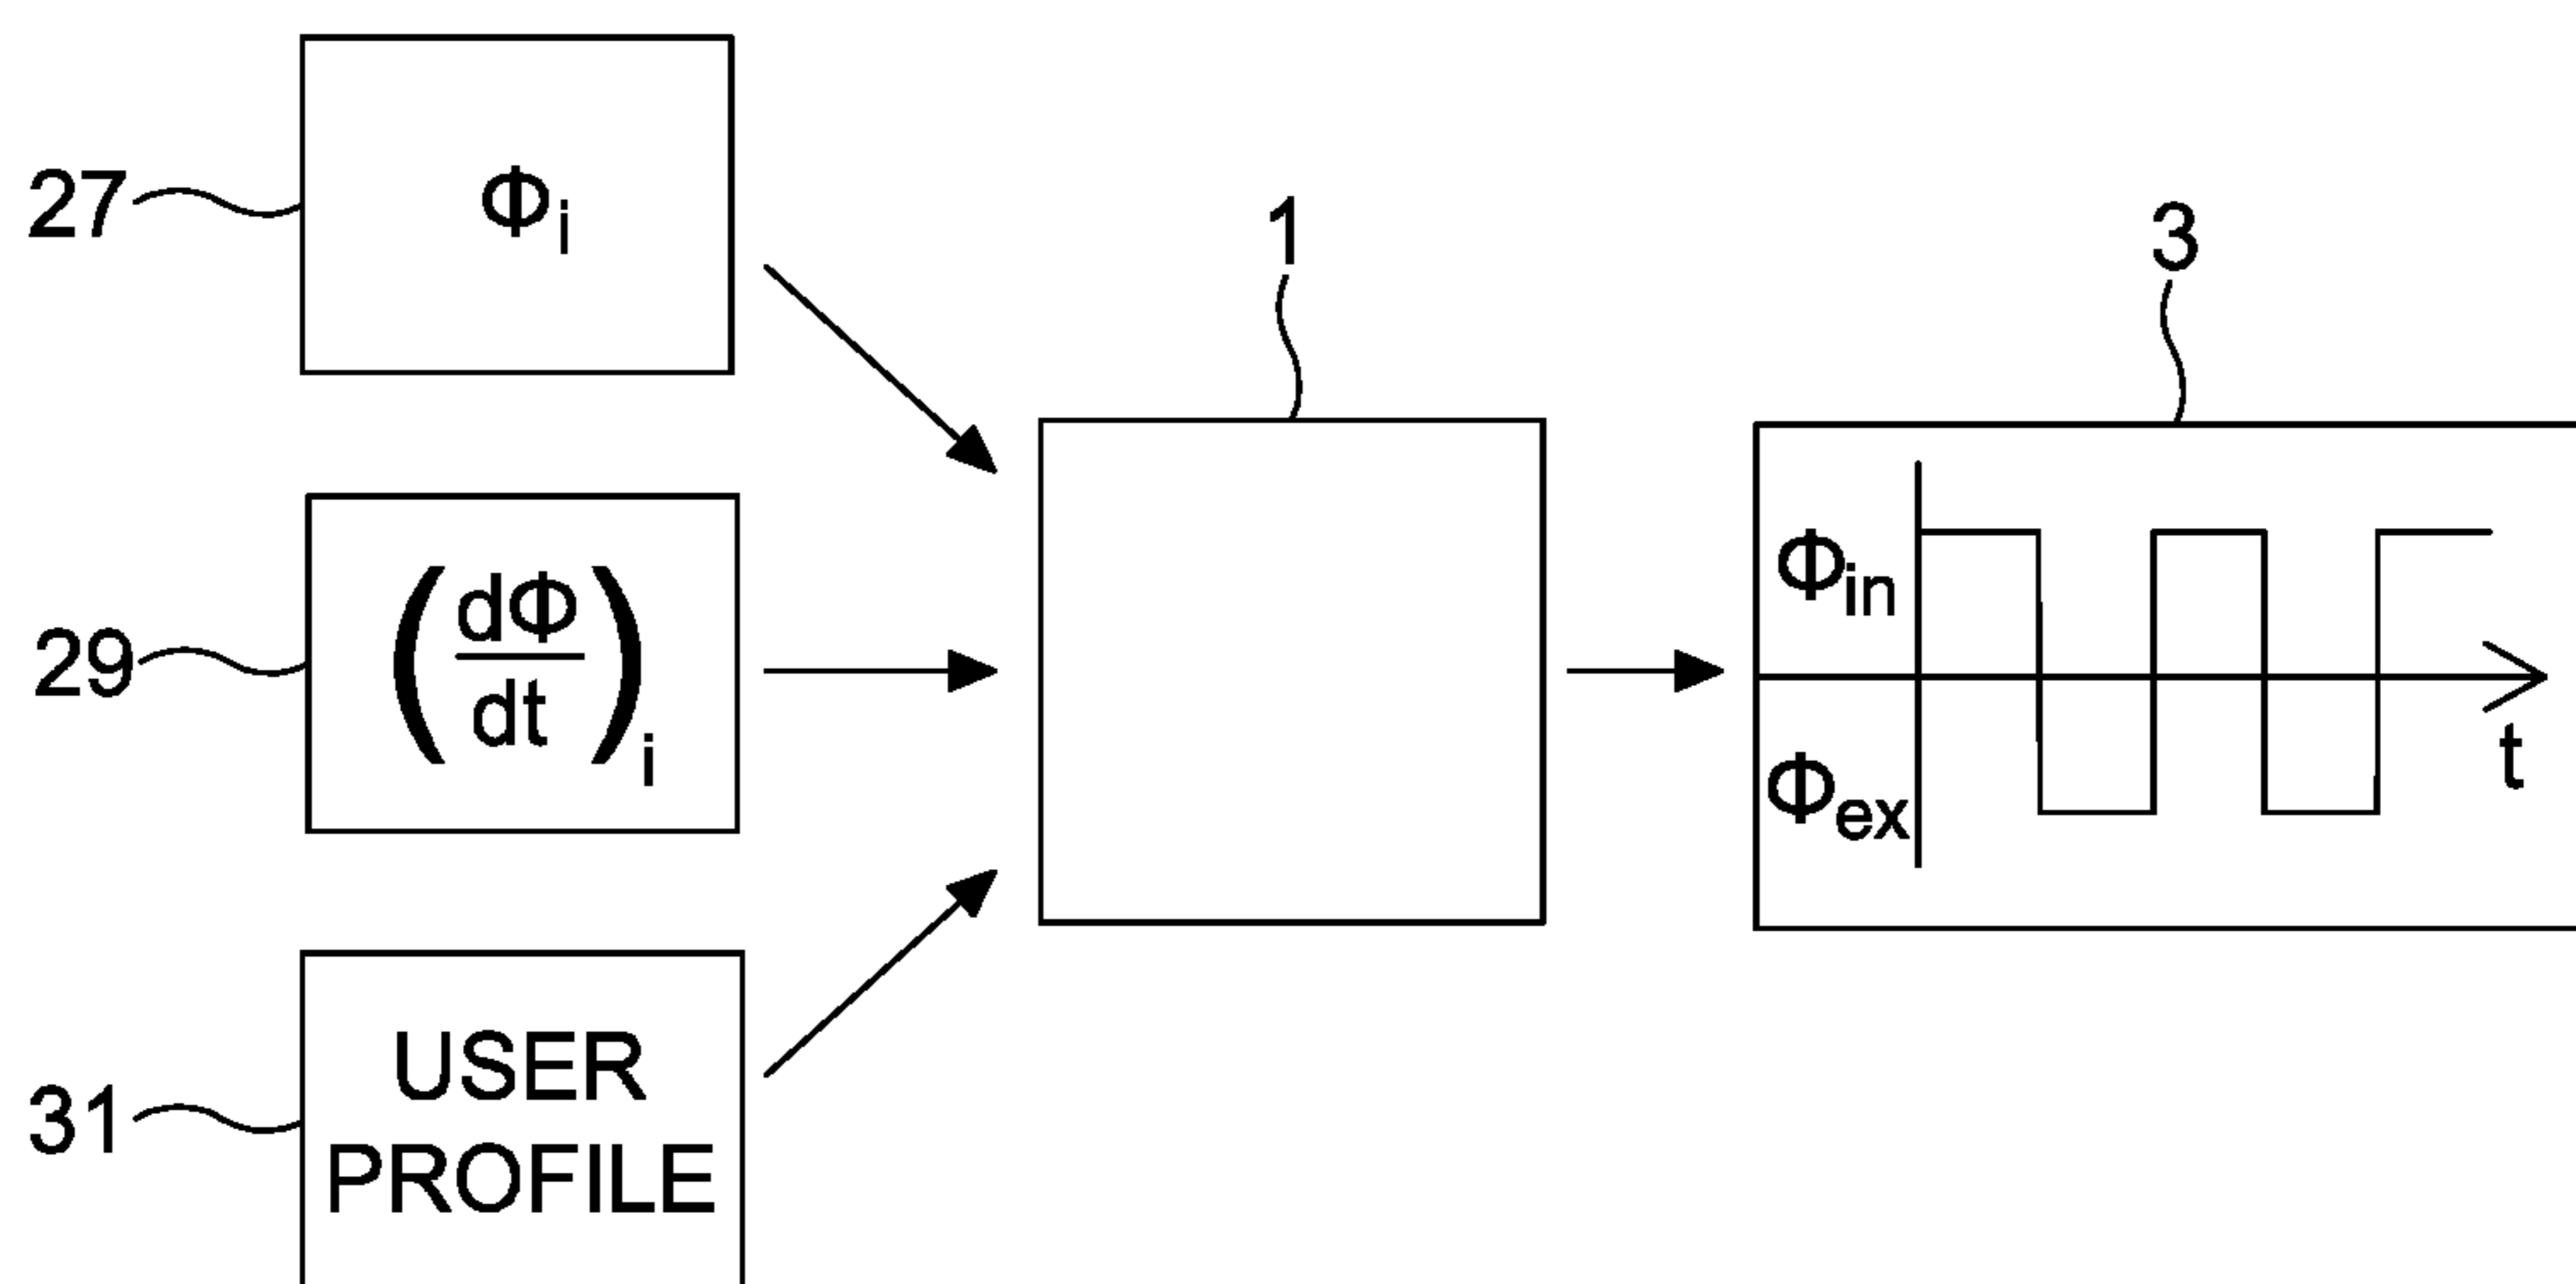 27
Φi
1
3
29
(dΦ/dt)i
Φin
Φex
t
31
USER
PROFILE